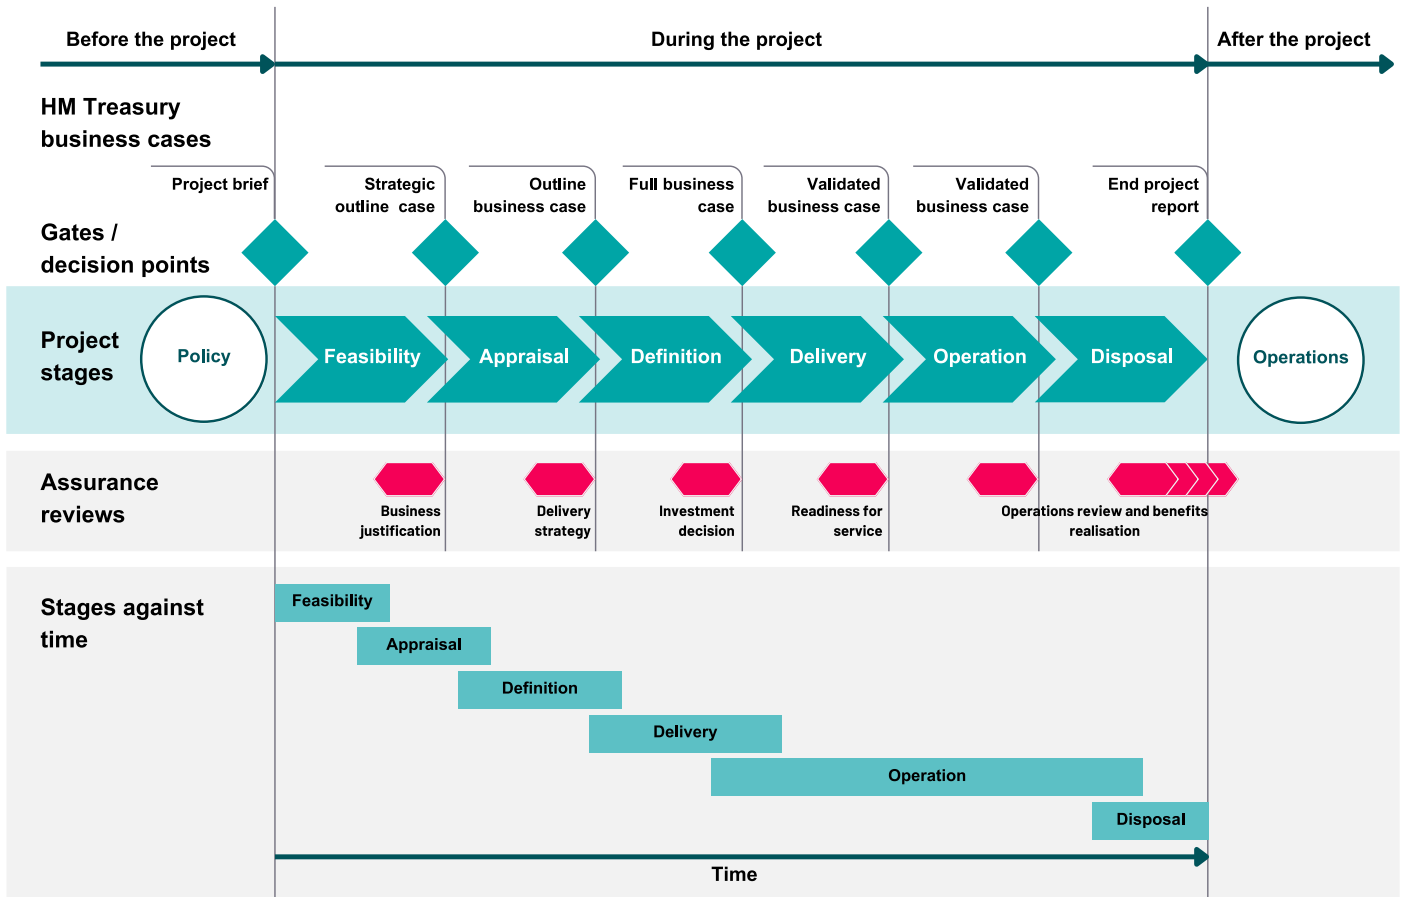 Before the project
During the project
After the project
HM Treasury
business cases
Project brief
Strategic
outline case
Outline
business case
Full business
case
Validated
business case
Validated
business case
End project
report
Gates /
decision points
Project
stages
Policy
Feasibility
Appraisal
Definition
Delivery
Operation
Disposal
Operations
Assurance
reviews
Business
justification
Delivery
strategy
Investment
decision
Readiness for
service
Operations review and benefits
realisation
Stages against
time
Feasibility
Appraisal
Definition
Delivery
Operation
Disposal
Time